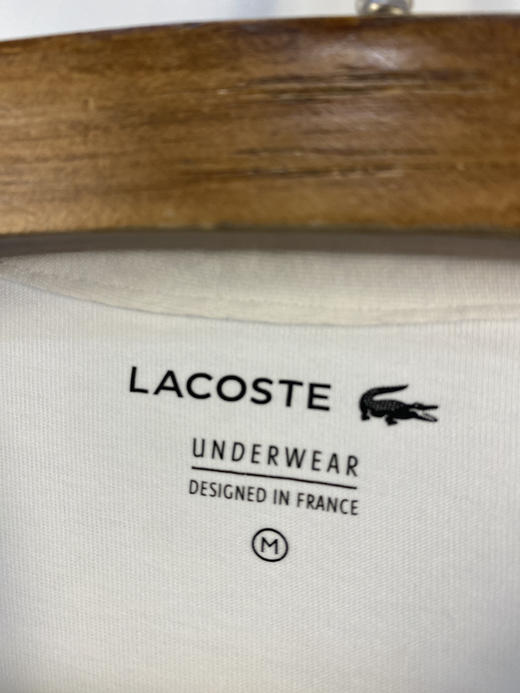 LACOSTE
UNDERWEAR
DESIGNED IN FRANCE
M